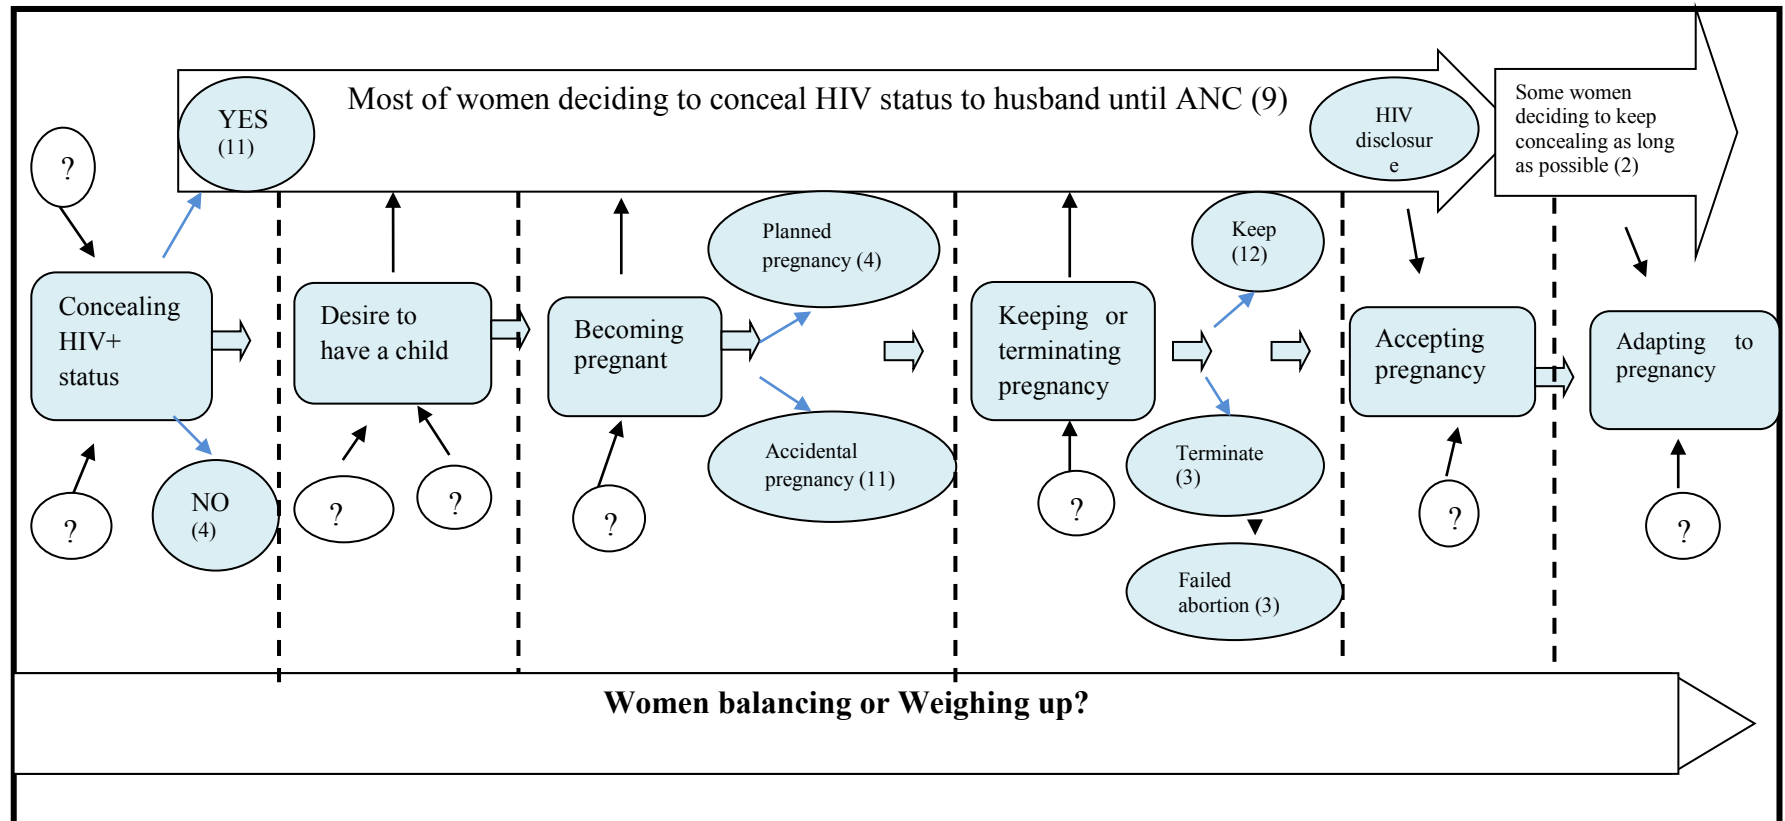 Most of women deciding to conceal HIV status to husband until ANC (9)
YES
(11)
HIV
disclosur
e
Some women
deciding to keep
concealing as long
as possible (2)
?
Concealing
HIV+
status
?
NO
(4)
Desire to
have a child
?
?
Becoming
pregnant
?
Planned
pregnancy (4)
Accidental
pregnancy (11)
Keeping or
terminating
pregnancy
?
Keep
(12)
Terminate
(3)
Failed
abortion (3)
Accepting
pregnancy
?
Adapting to
pregnancy
?
Women balancing or Weighing up?